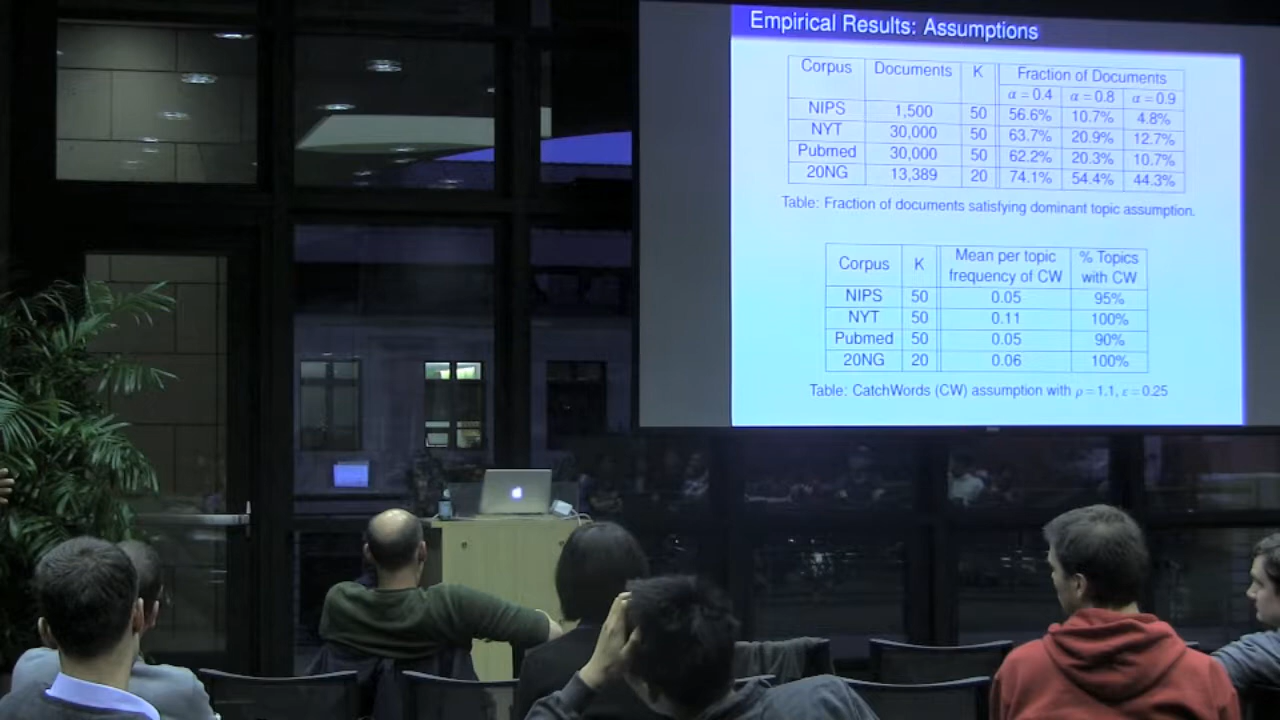 Empirical Results: Assumptions
Corpus Documents K Fraction of Documents
α = 0.4 α = 0.8 α = 0.9
NIPS 1,500 50 56.6% 10.7% 4.8%
NYT 30,000 50 63.7% 20.9% 12.7%
Pubmed 30,000 50 62.2% 20.3% 10.7%
20NG 13,389 20 74.1% 54.4% 44.3%
Table: Fraction of documents satisfying dominant topic assumption.
Corpus K Mean per topic % Topics
frequency of CW with CW
NIPS 50 0.05 95%
NYT 50 0.11 100%
Pubmed 50 0.05 90%
20NG 20 0.06 100%
Table: CatchWords (CW) assumption with ρ = 1.1, ε = 0.25